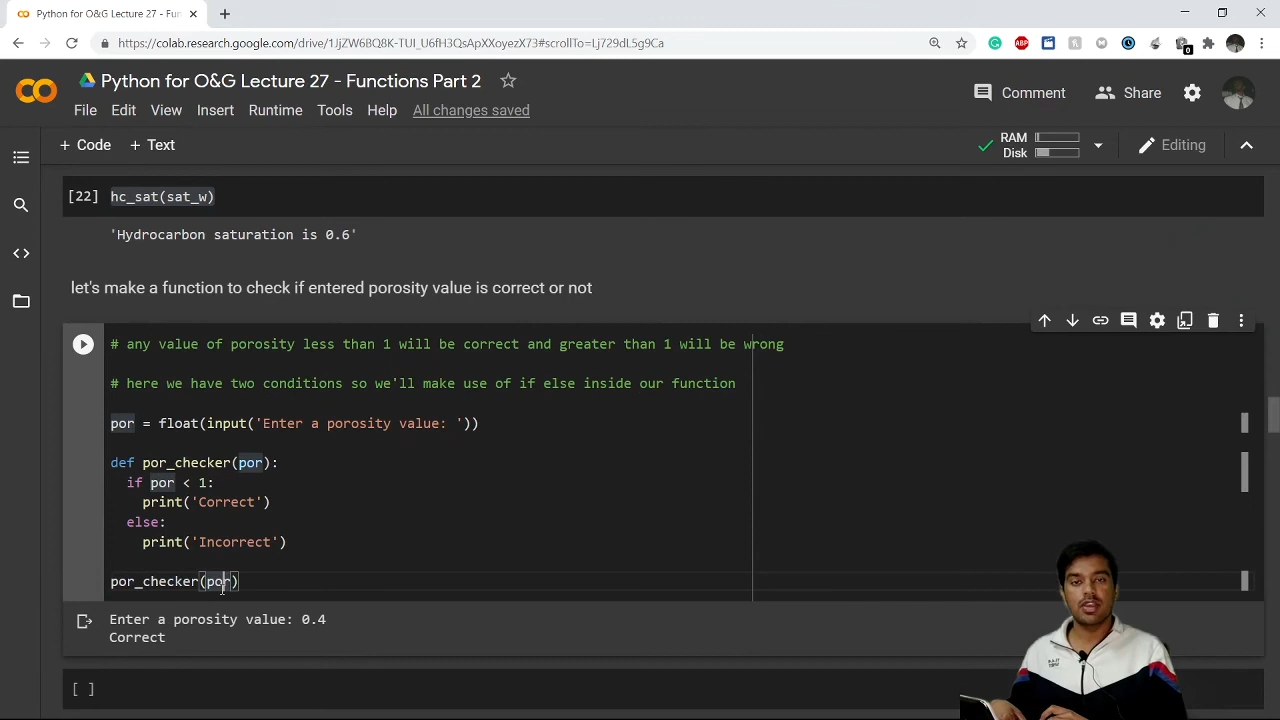 Python for O&G Lecture 27 - Func
https://colab.research.google.com/drive/1JjZW6BQ8K-TUI_U6fH3QsApYXoyezX73#scrollTo=Lj729dL5g9Ca
ABP
0
Python for O&G Lecture 27 - Functions Part 2
Comment
Share
File Edit View Insert Runtime Tools Help All changes saved
+ Code + Text
RAM
Disk
Editing
[22] hc_sat(sat_w)
'Hydrocarbon saturation is 0.6'
let's make a function to check if entered porosity value is correct or not
# any value of porosity less than 1 will be correct and greater than 1 will be wrong
# here we have two conditions so we'll make use of if else inside our function
por = float(input('Enter a porosity value: '))
def por_checker(por):
if por < 1:
print('Correct')
else:
print('Incorrect')
por_checker(por)
Enter a porosity value: 0.4
Correct
[ ]